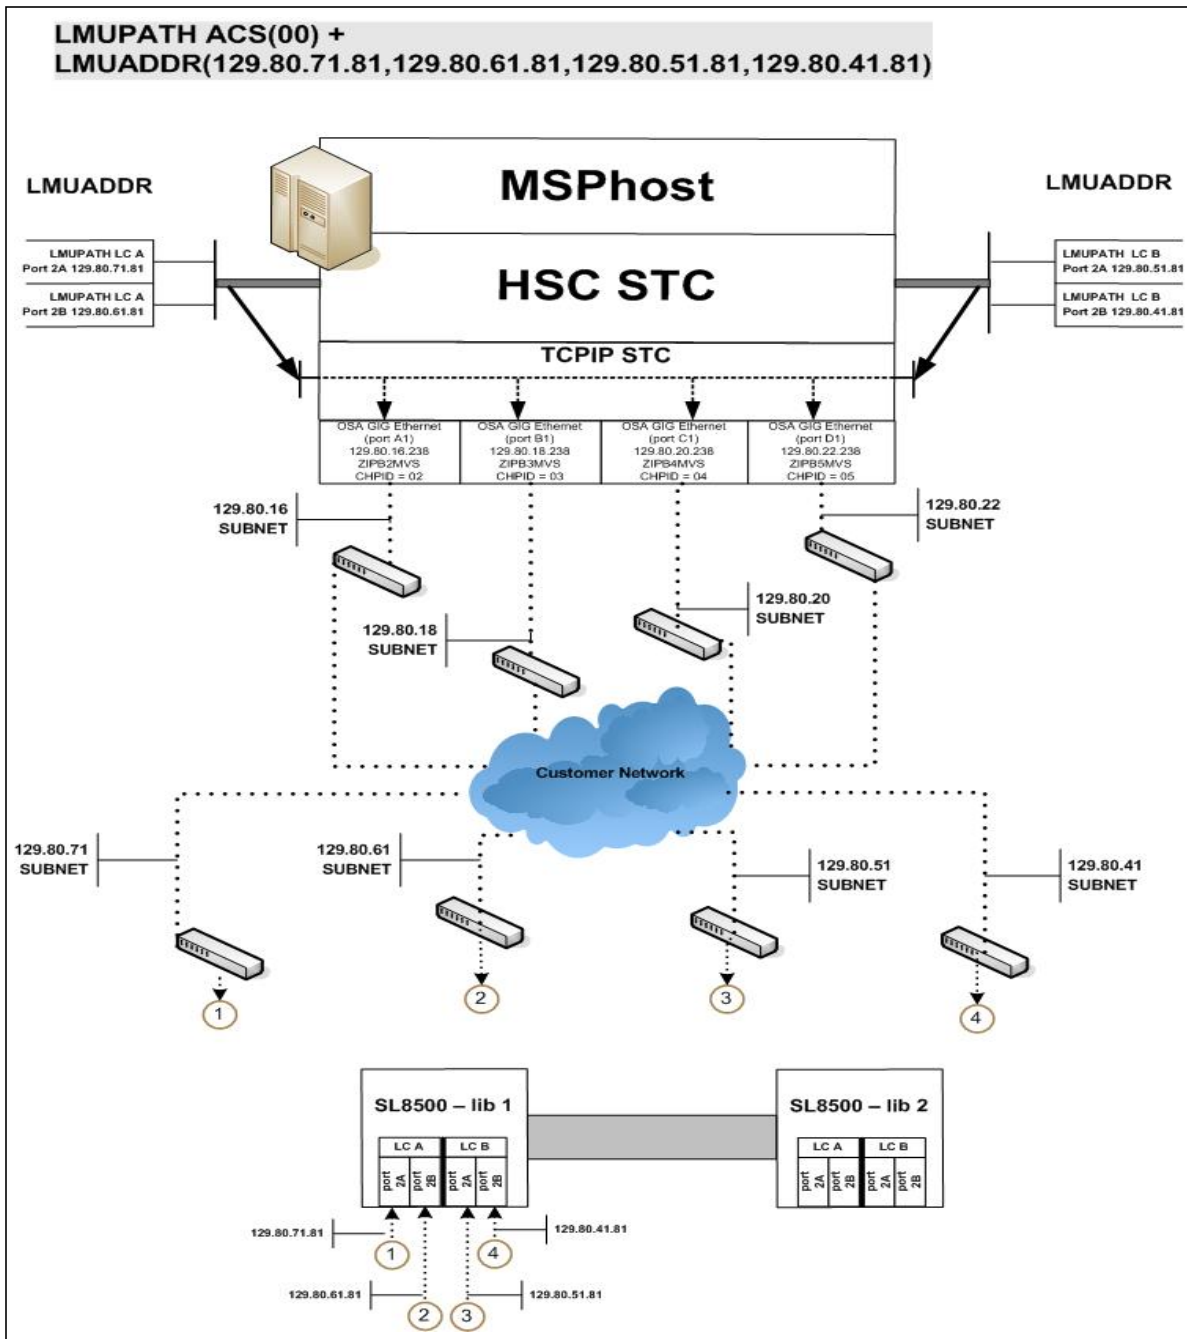 LMUPATH ACS(00) +
LMUADDR(129.80.71.81,129.80.61.81,129.80.51.81,129.80.41.81)
MSPhost
LMUADDR
LMUADDR
LMUPATH LC A
Port 2A 129.80.71.81
LMUPATH LC A
Port 2B 129.80.61.81
HSC STC
LMUPATH LC B
Port 2A 129.80.51.81
LMUPATH LC B
Port 2B 129.80.41.81
TCPIP STC
OSA GIG Ethernet
(port A1)
129.80.16.238
ZIPB2MVS
CHPID = 02
OSA GIG Ethernet
(port B1)
129.80.18.238
ZIPB3MVS
CHPID = 03
OSA GIG Ethernet
(port C1)
129.80.20.238
ZIPB4MVS
CHPID = 04
OSA GIG Ethernet
(port D1)
129.80.22.238
ZIPB5MVS
CHPID = 05
129.80.16
SUBNET
129.80.22
SUBNET
129.80.18
SUBNET
129.80.20
SUBNET
Customer Network
129.80.71
SUBNET
129.80.61
SUBNET
129.80.51
SUBNET
129.80.41
SUBNET
1
2
3
4
SL8500 – lib 1
LC A
LC B
port 2A
port 2B
port 2A
port 2B
SL8500 – lib 2
LC A
LC B
port 2A
port 2B
port 2A
port 2B
129.80.71.81
1
4
129.80.41.81
129.80.61.81
2
3
129.80.51.81